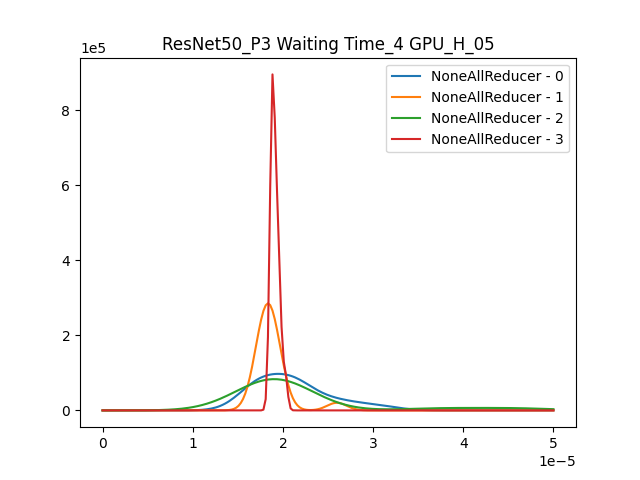 ResNet50_P3 Waiting Time_4 GPU_H_05
1e5
NoneAllReducer - 0
NoneAllReducer - 1
NoneAllReducer - 2
NoneAllReducer - 3
8
6
4
2
0
0 1 2 3 4 5
1e−5